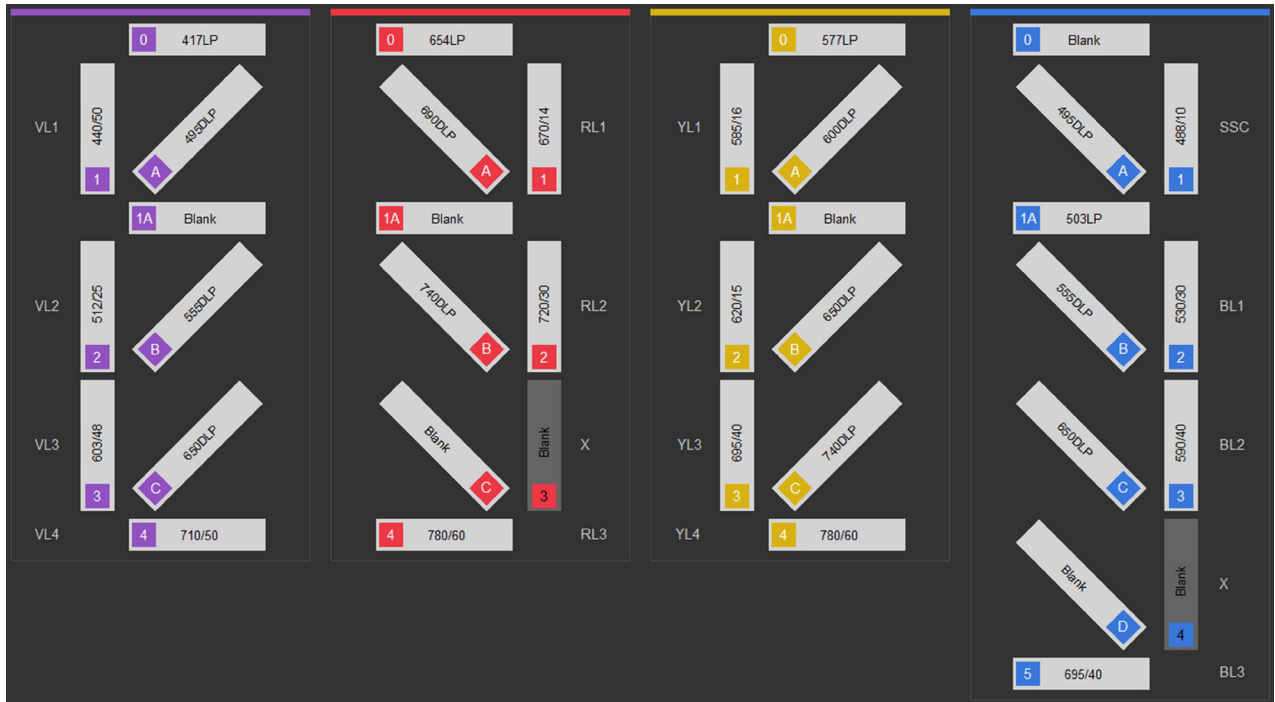 0 417LP
VL1
440/50
1
495DLP
A
1A Blank
VL2
512/25
2
555DLP
B
VL3
603/48
3
650DLP
C
VL4
4 710/50
0 654LP
690DLP
A
670/14
1
RL1
1A Blank
740DLP
B
720/30
2
RL2
Blank
C
Blank
3
X
4 780/60
RL3
0 577LP
YL1
585/16
1
600DLP
A
1A Blank
YL2
620/15
2
650DLP
B
YL3
695/40
3
740DLP
C
YL4
4 780/60
0 Blank
495DLP
A
488/10
1
SSC
1A 503LP
555DLP
B
530/30
2
BL1
650DLP
C
590/40
3
BL2
Blank
D
Blank
4
X
5 695/40
BL3